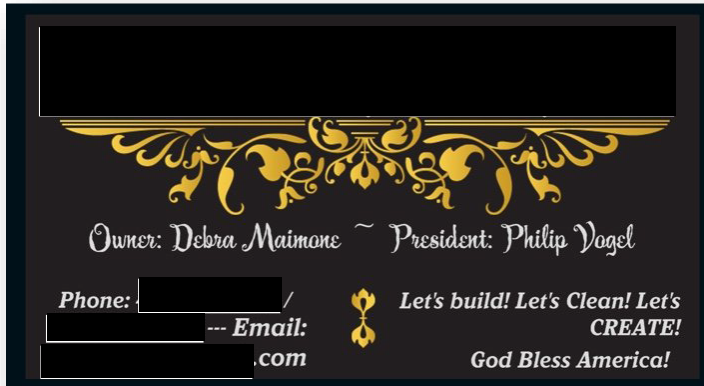 Owner: Debra Maimone ~ President: Philip Vogel
Phone: /
--- Email:
.com
Let's build! Let's Clean! Let's
CREATE!
God Bless America!